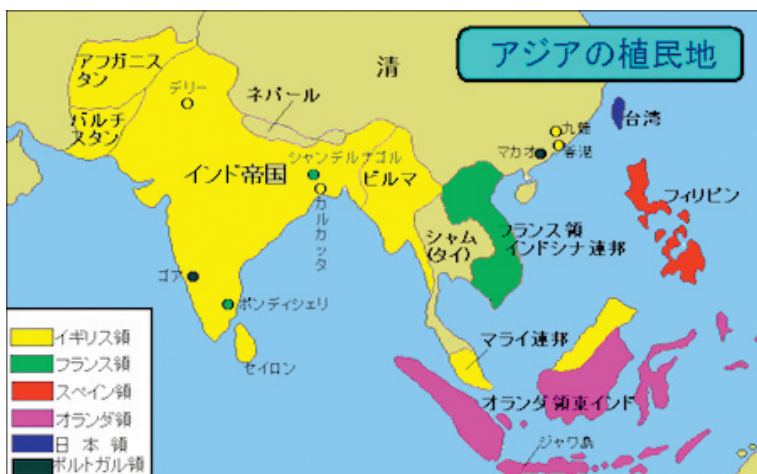 アジアの植民地
アフガニス
タン
バルチ
スタン
デリー
ネパール
清
インド帝国
シャンデルナゴル
カルカッタ
ビルマ
ゴア
ポンディシェリ
セイロン
シャム
(タイ)
フランス領
インドシナ連邦
マカオ
九龍
香港
台湾
フィリピン
マライ連邦
オランダ領東インド
ジャワ島
イギリス領
フランス領
スペイン領
オランダ領
日本領
ポルトガル領